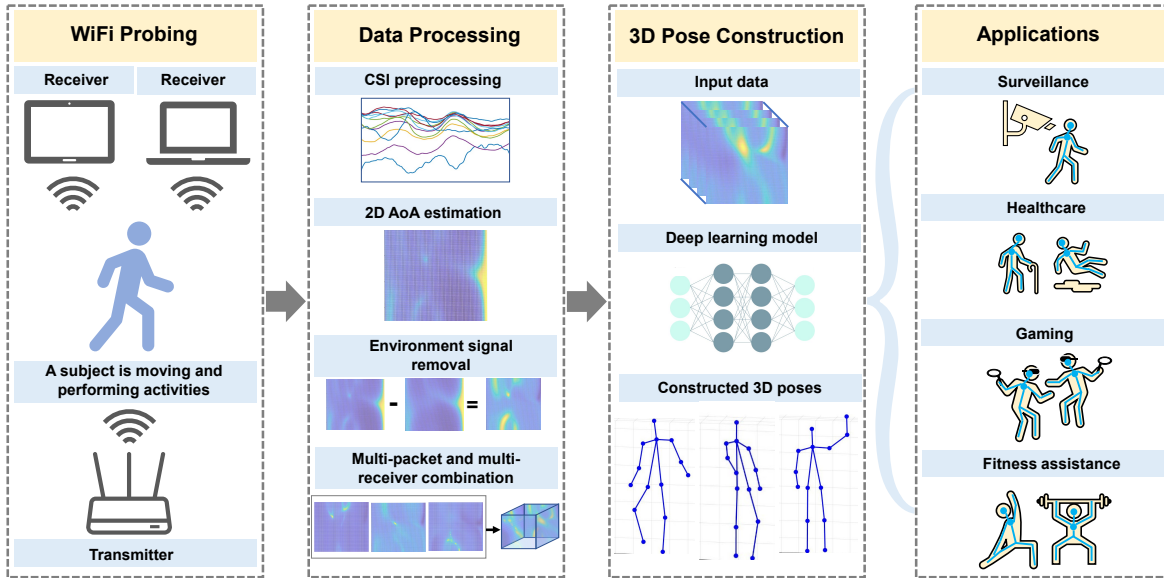 WiFi Probing
Receiver
Receiver
A subject is moving and
performing activities
Transmitter
Data Processing
CSI preprocessing
2D AoA estimation
Environment signal
removal
- =
Multi-packet and multi-
receiver combination
3D Pose Construction
Input data
Deep learning model
Constructed 3D poses
Applications
Surveillance
Healthcare
Gaming
Fitness assistance